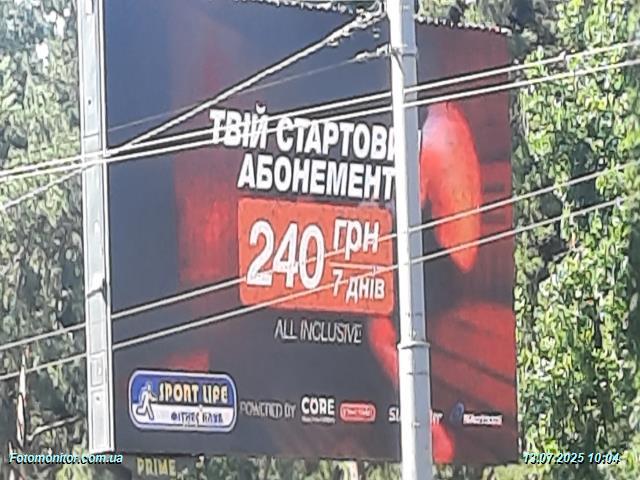 ТВІЙ СТАРТОВ
АБОНЕМЕНТ
240 ГРН
7 ДНІВ
ALL INCLUSIVE
SPORT LIFE
ФІТНЕС КЛУБ
POWERED BY CORE
PRIME
Fotomonitor.com.ua
13.07.2025 10:04